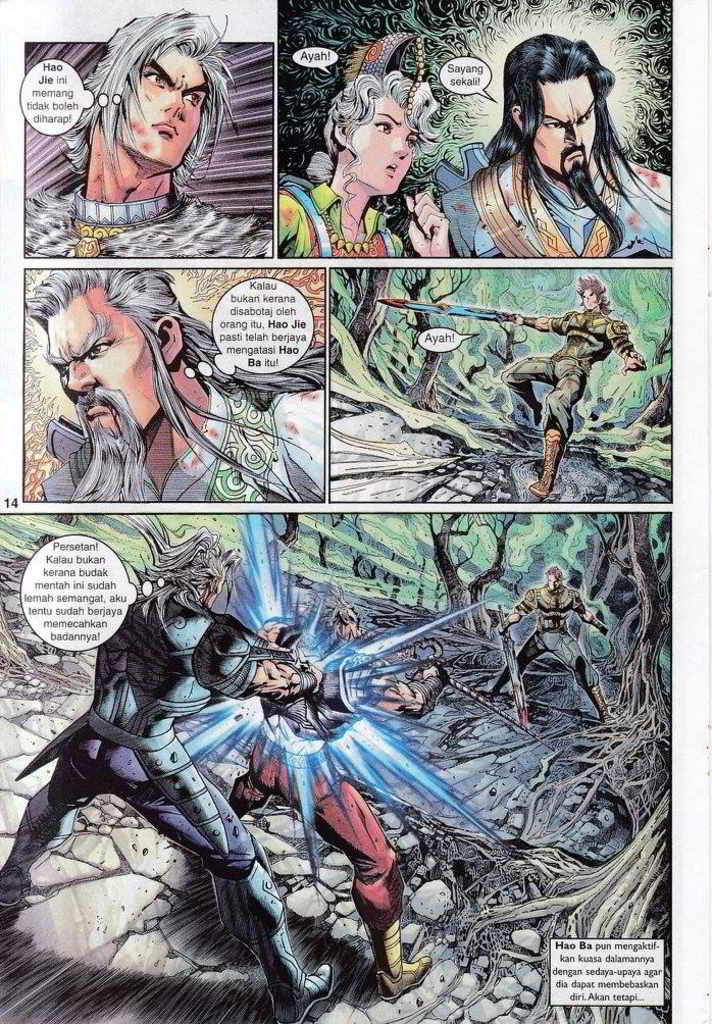 Hao
Jie ini
memang
tidak boleh
diharap!
Ayah!
Sayang
sekali!
Kalau
bukan kerana
disabotaj oleh
orang itu, Hao Jie
pasti telah berjaya
mengatasi Hao
Ba itu!
Ayah!
14
Persetan!
Kalau bukan
kerana budak
mentah ini sudah
lemah semangat, aku
tentu sudah berjaya
memecahkan
badannya!
Hao Ba pun mengaktif-
kan kuasa dalamannya
dengan sedaya-upaya agar
dia dapat membebaskan
diri. Akan tetapi...